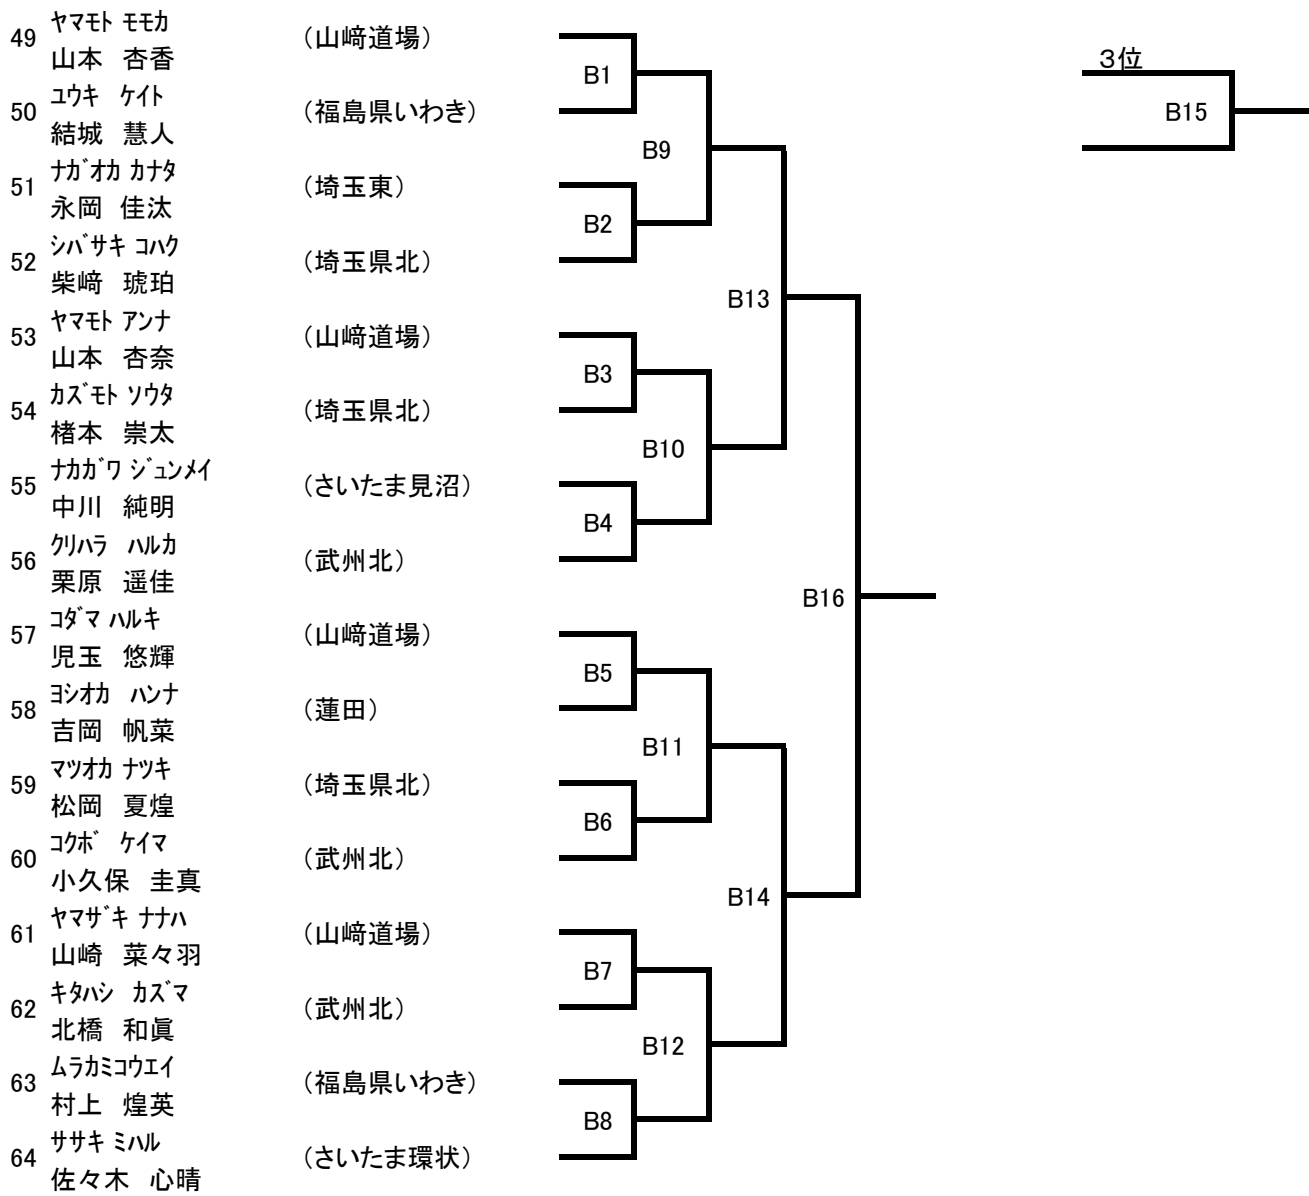 ﾔﾏﾓﾄ ﾓﾓｶ
49 (山﨑道場)
山本 杏香
B1
３位
B15
ﾕｳｷ ｹｲﾄ
50 (福島県いわき)
結城 慧人
B9
ﾅｶﾞｵｶ ｶﾅﾀ
51 (埼玉東)
永岡 佳汰
B2
ｼﾊﾞｻｷ ｺﾊｸ
52 (埼玉県北)
柴﨑 琥珀
B13
ﾔﾏﾓﾄ ｱﾝﾅ
53 (山﨑道場)
山本 杏奈
B3
ｶｽﾞﾓﾄ ｿｳﾀ
54 (埼玉県北)
楮本 崇太
B10
ﾅｶｶﾞﾜ ｼﾞｭﾝﾒｲ
55 (さいたま見沼)
中川 純明
B4
ｸﾘﾊﾗ ﾊﾙｶ
56 (武州北)
栗原 遥佳
B16
ｺﾀﾞﾏ ﾊﾙｷ
57 (山﨑道場)
児玉 悠輝
B5
ﾖｼｵｶ ﾊﾝﾅ
58 (蓮田)
吉岡 帆菜
B11
ﾏﾂｵｶ ﾅﾂｷ
59 (埼玉県北)
松岡 夏煌
B6
ｺｸﾎﾞ ｹｲﾏ
60 (武州北)
小久保 圭真
B14
ﾔﾏｻﾞｷ ﾅﾅﾊ
61 (山﨑道場)
山崎 菜々羽
B7
ｷﾀﾊｼ ｶｽﾞﾏ
62 (武州北)
北橋 和眞
B12
ﾑﾗｶﾐｺｳｴｲ
63 (福島県いわき)
村上 煌英
B8
ｻｻｷ ﾐﾊﾙ
64 (さいたま環状)
佐々木 心晴